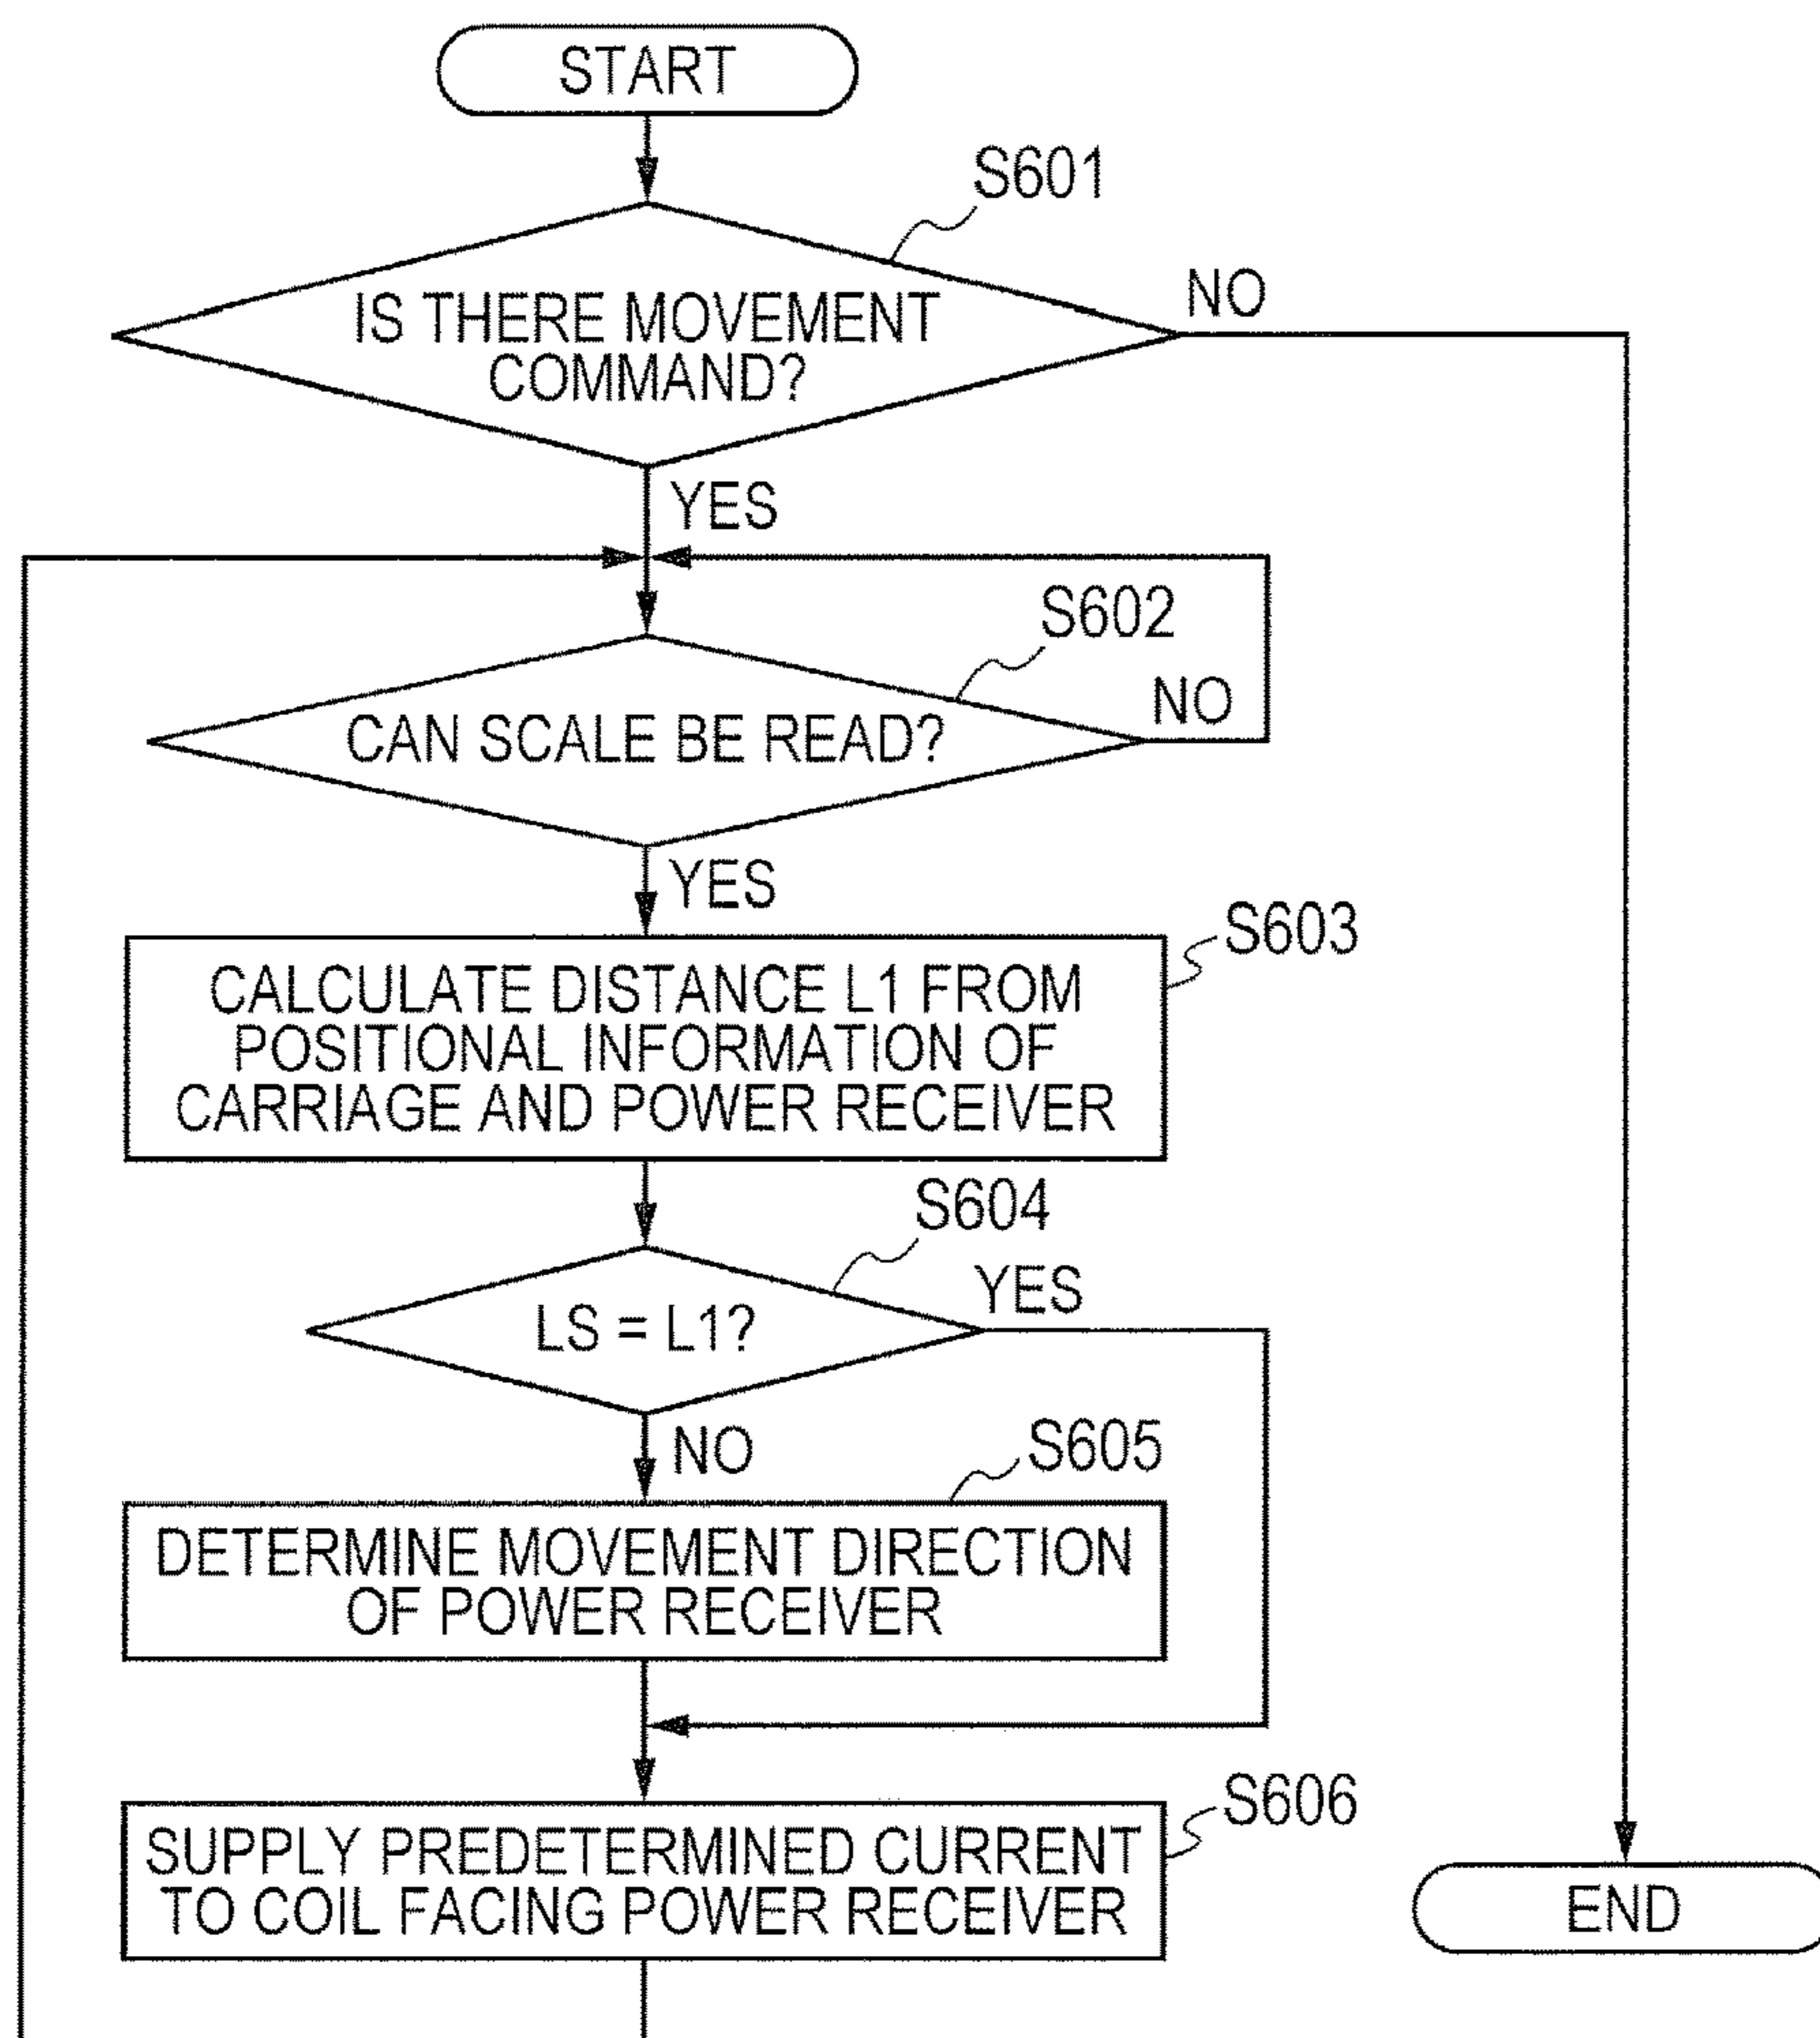 START
S601
IS THERE MOVEMENT
COMMAND?
NO
YES
S602
CAN SCALE BE READ?
NO
YES
S603
CALCULATE DISTANCE L1 FROM
POSITIONAL INFORMATION OF
CARRIAGE AND POWER RECEIVER
S604
LS = L1?
YES
NO
S605
DETERMINE MOVEMENT DIRECTION
OF POWER RECEIVER
S606
SUPPLY PREDETERMINED CURRENT
TO COIL FACING POWER RECEIVER
END